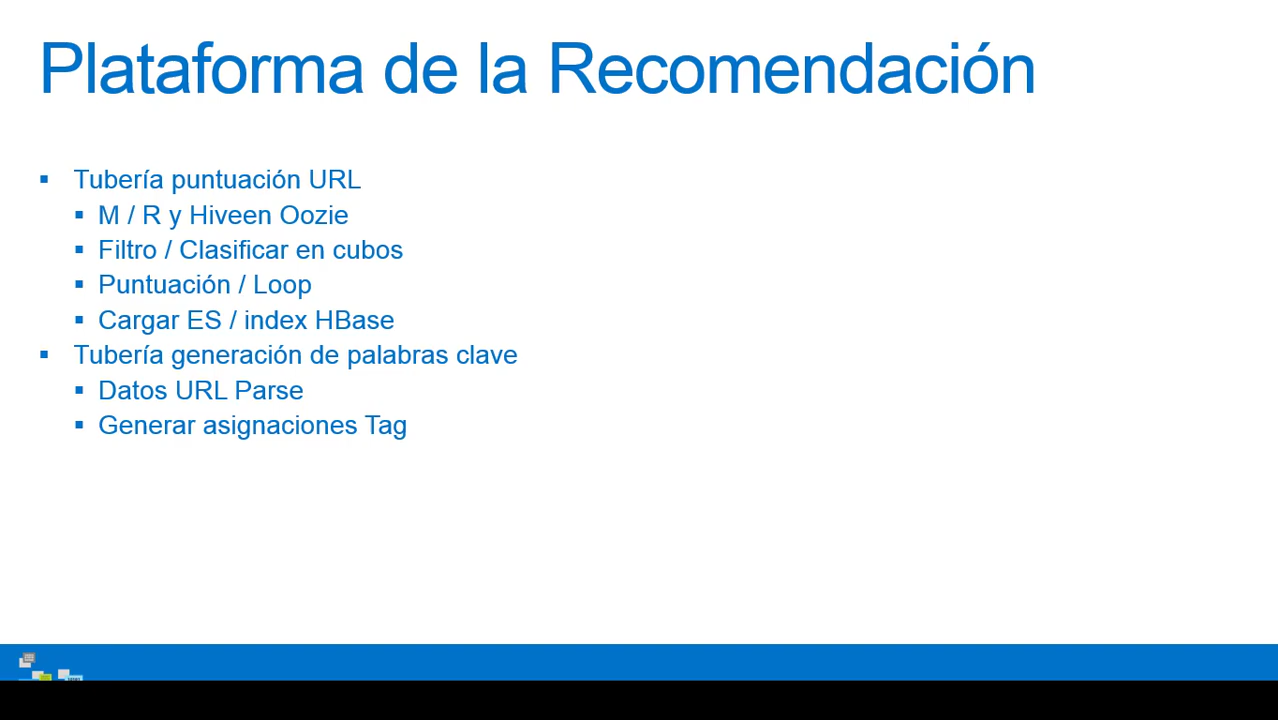 Plataforma de la Recomendación
Tubería puntuación URL
M / R y Hiveen Oozie
Filtro / Clasificar en cubos
Puntuación / Loop
Cargar ES / index HBase
Tubería generación de palabras clave
Datos URL Parse
Generar asignaciones Tag